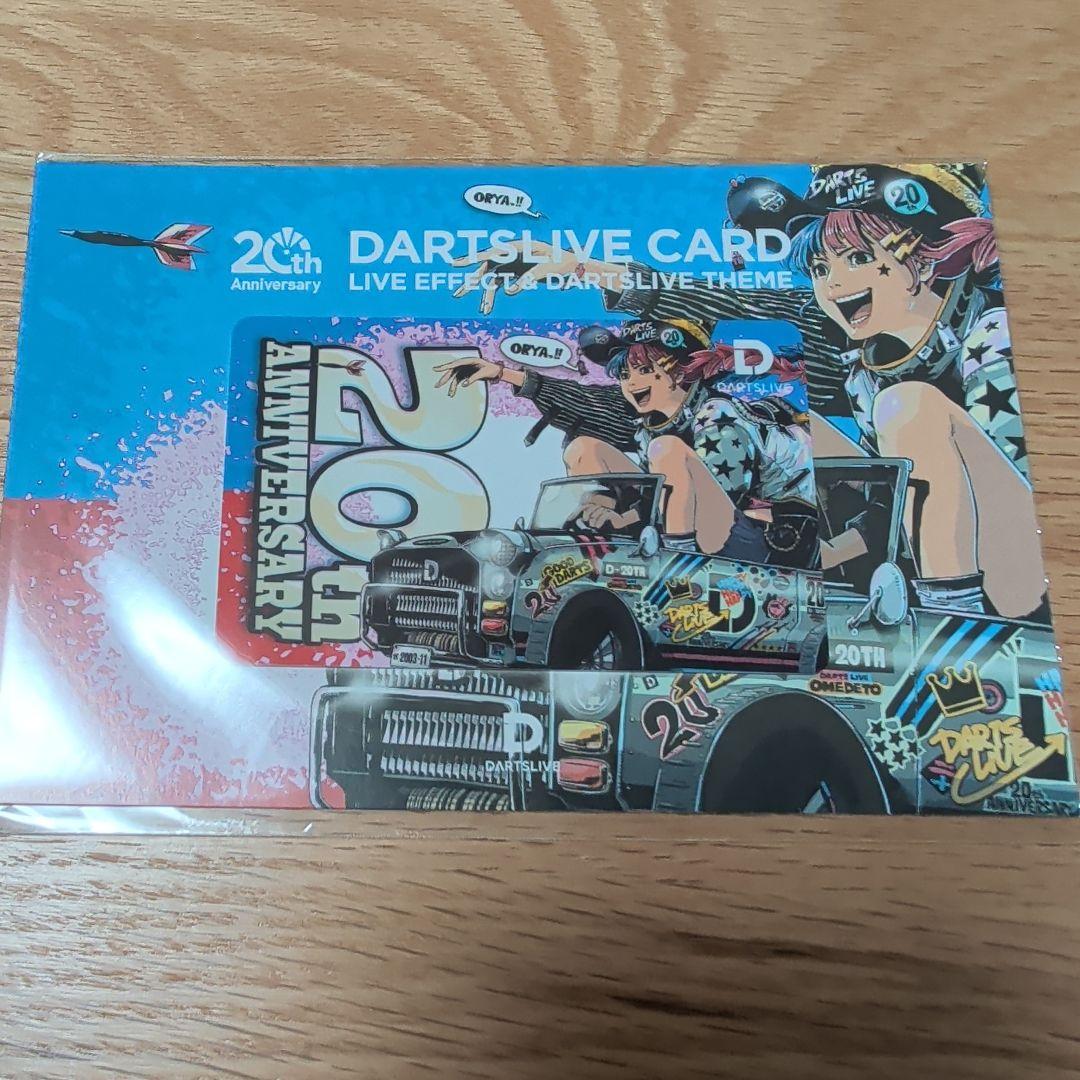 ORYA..!!
DARTS
LIVE
20
20th
Anniversary
DARTSLIVE CARD
LIVE EFFECT & DARTSLIVE THEME
20th
ANNIVERSARY
ORYA..!!
DARTS
LIVE
20
D
DARTSLIVE
D
GOOD
DARTS
20
D-20TH
DARTS
LIVE
D
2003-11
20TH
DARTS LIVE
OMEDETO
D
20
D
DARTSLIVE
DARTS
LIVE
20th
ANNIVERSARY